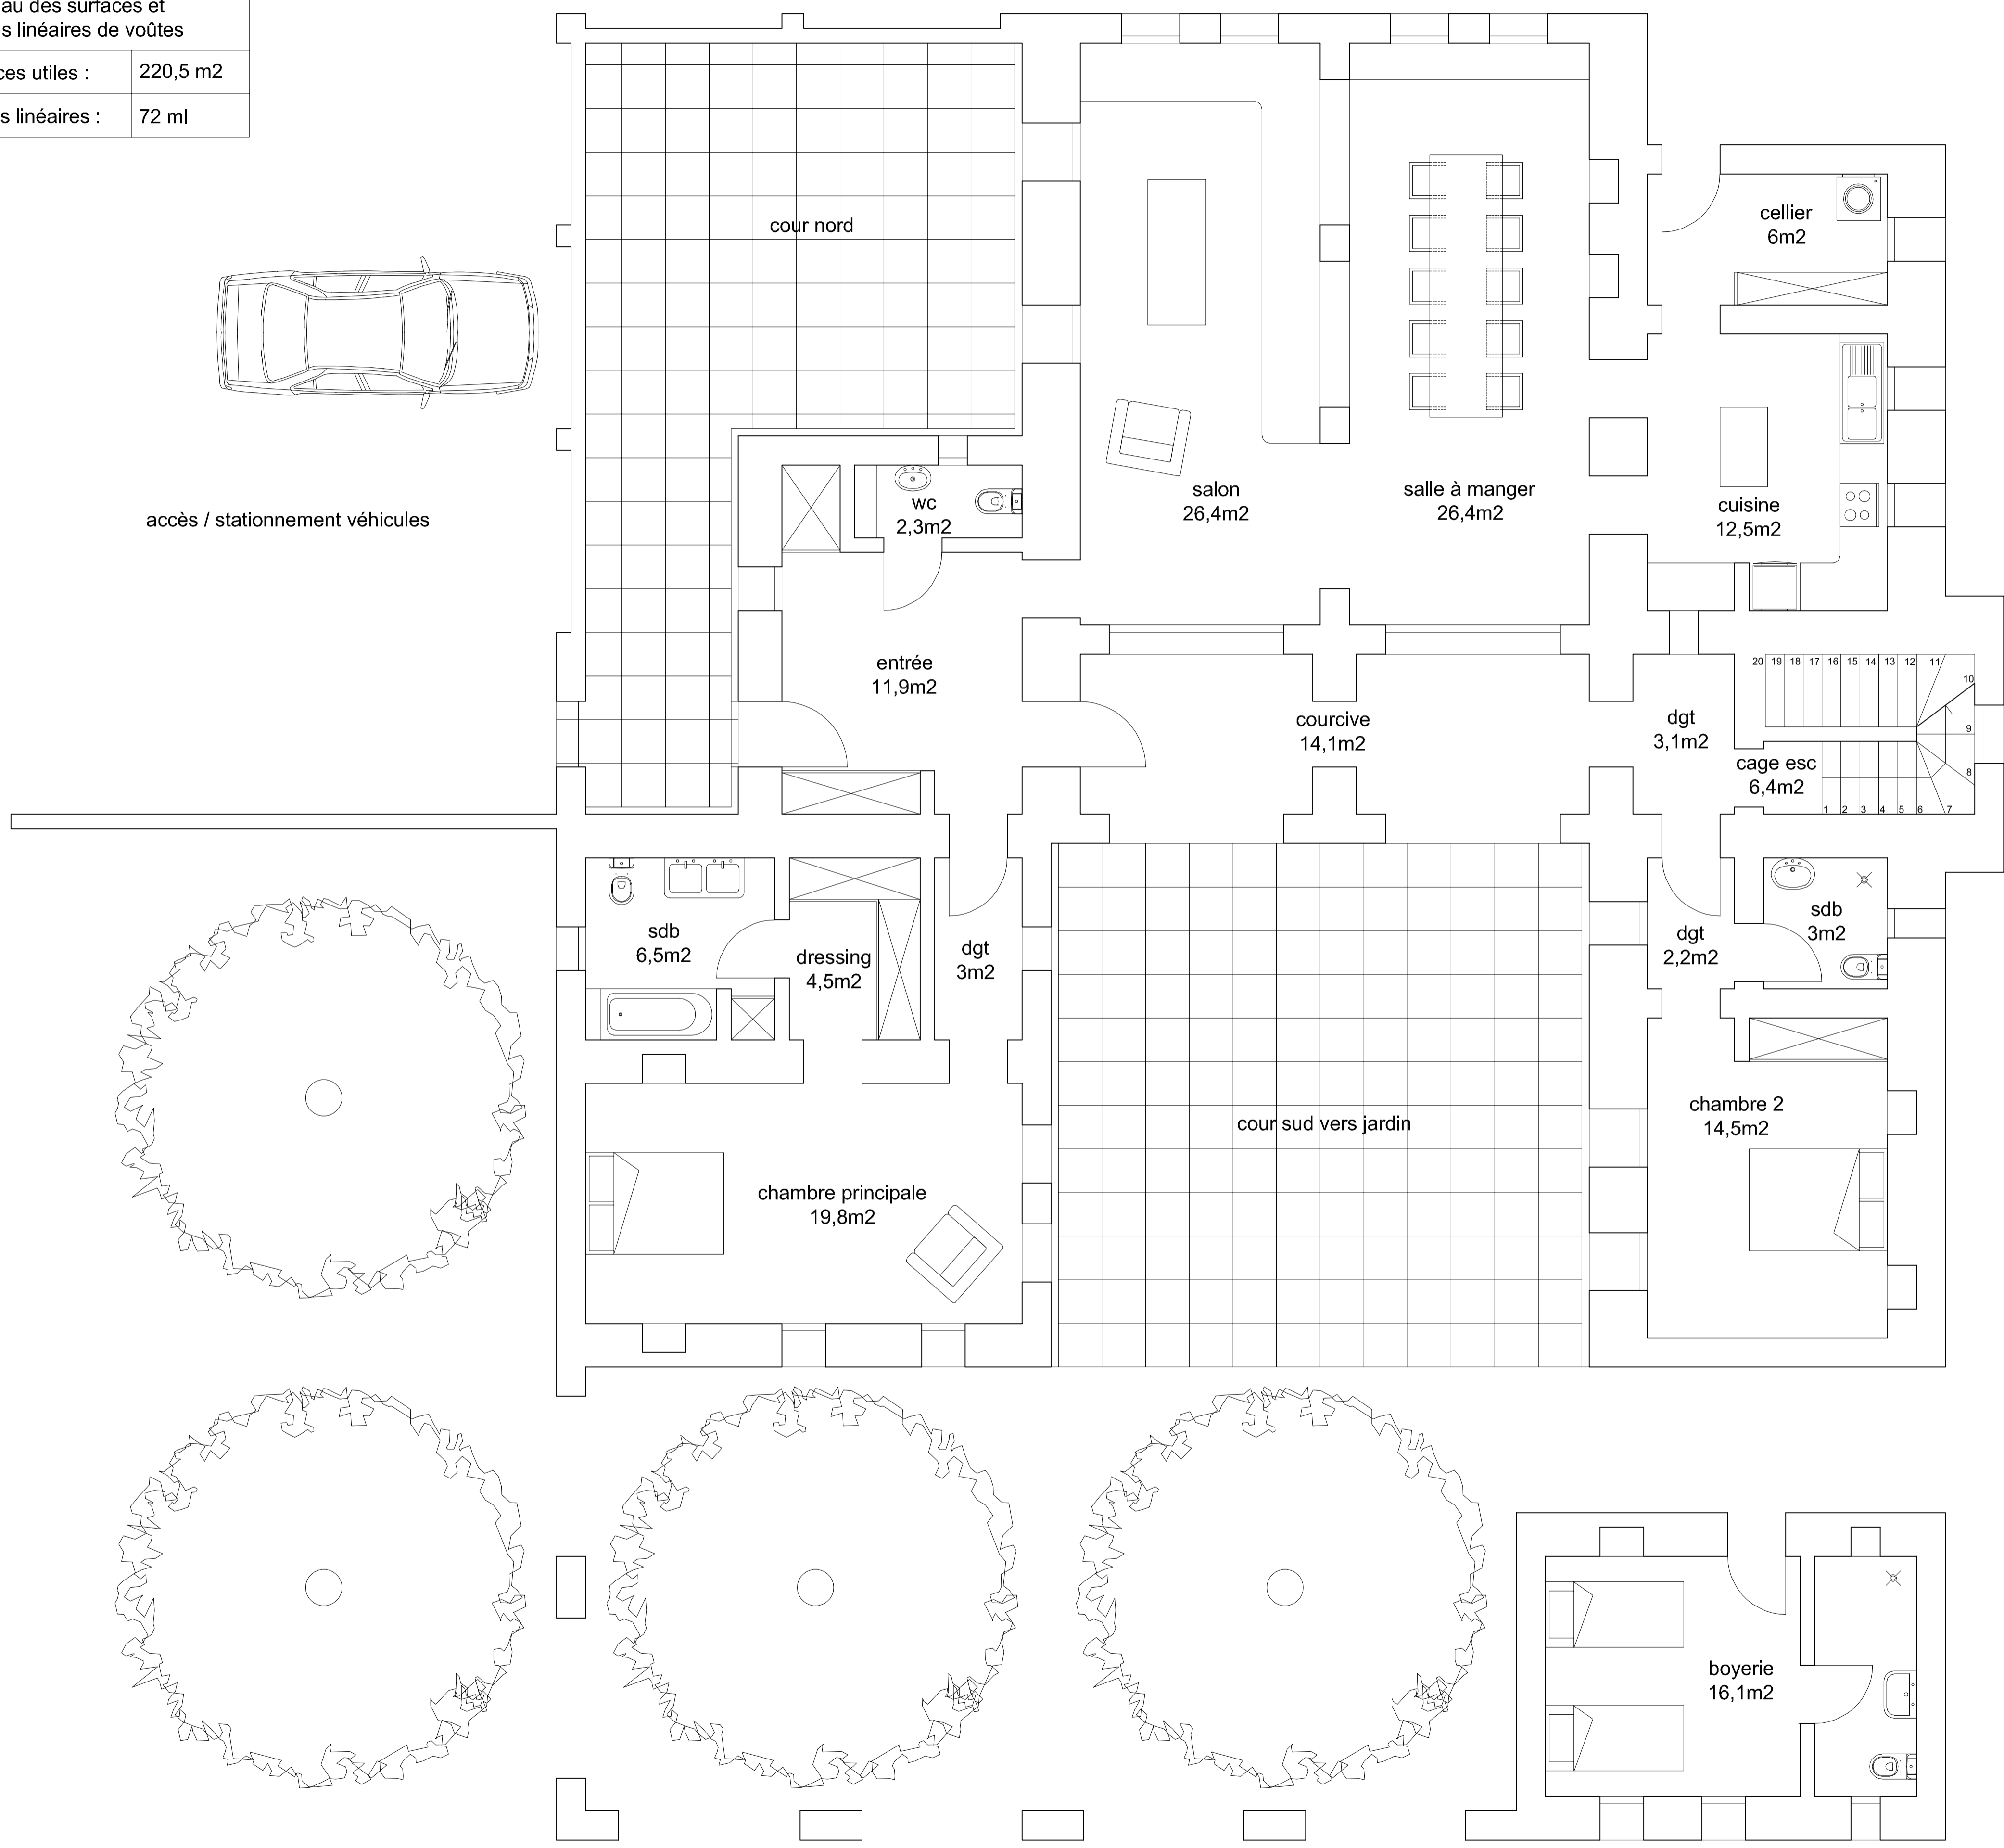 des surfaces et
linéaires de voûtes
utiles :
220,5 m2
linéaires :
72 ml
cour nord
cellier
6m2
accès / stationnement véhicules
wc
2,3m2
salon
26,4m2
salle à manger
26,4m2
cuisine
12,5m2
entrée
11,9m2
courcive
14,1m2
dgt
3,1m2
20 19 18 17 16 15 14 13 12 11
10
9
8
cage esc
6,4m2
1 2 3 4 5 6 7
sdb
6,5m2
dressing
4,5m2
dgt
3m2
dgt
2,2m2
sdb
3m2
cour sud vers jardin
chambre 2
14,5m2
chambre principale
19,8m2
boyerie
16,1m2